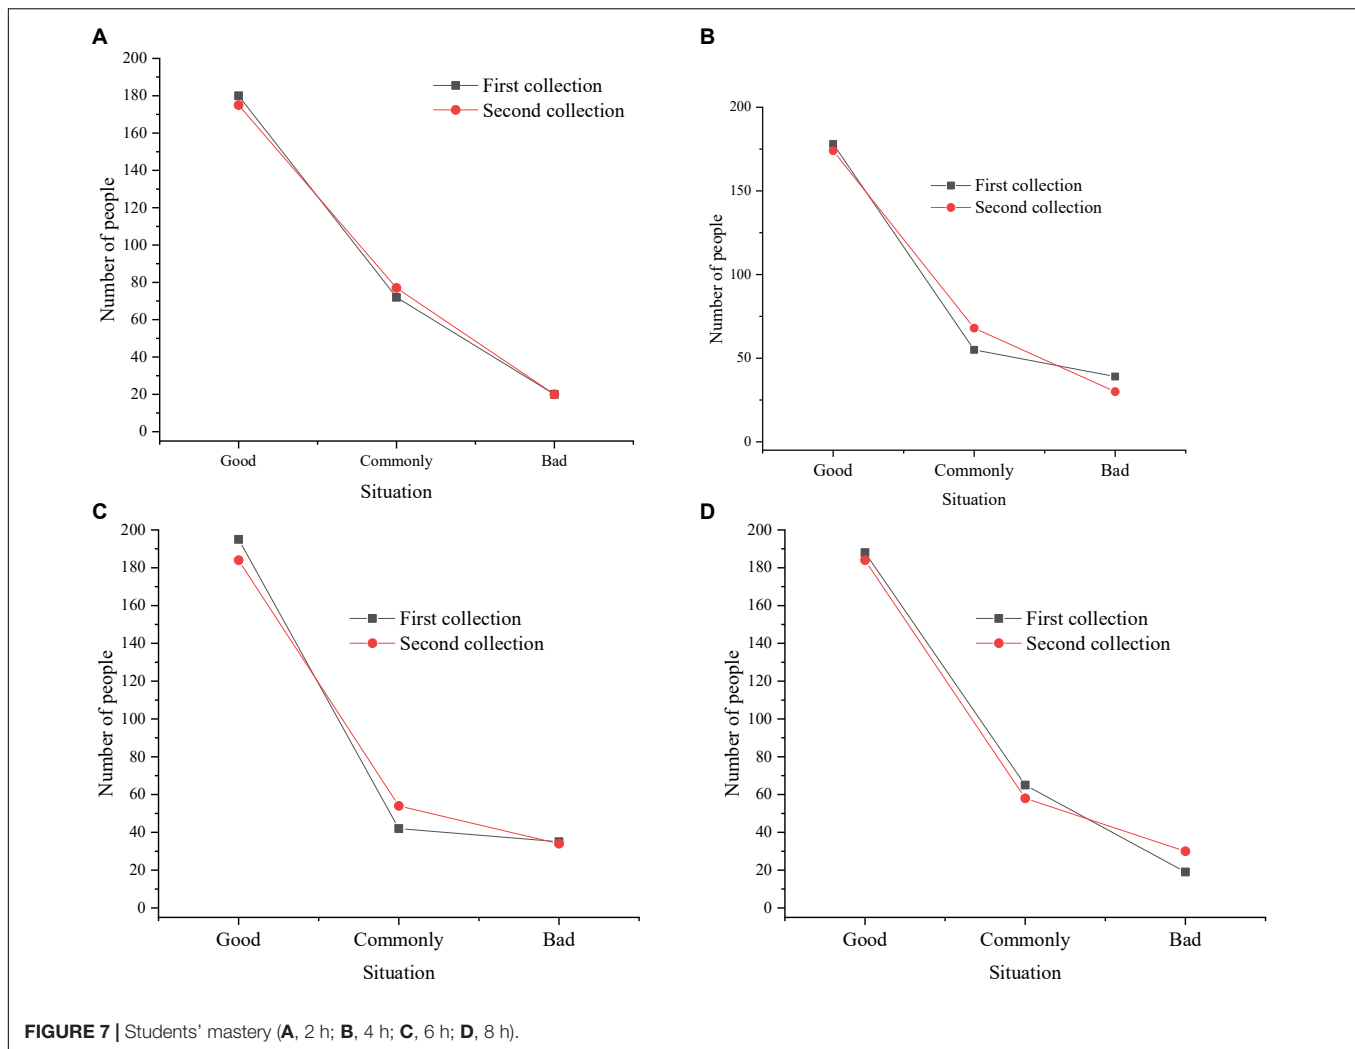 A
200
180
160
140
120
100
80
60
40
20
0
Number of people
First collection
Second collection
Good Commonly Bad
Situation
B
200
150
100
50
0
Number of people
First collection
Second collection
Good Commonly Bad
Situation
C
200
180
160
140
120
100
80
60
40
20
0
Number of people
First collection
Second collection
Good Commonly Bad
Situation
D
200
180
160
140
120
100
80
60
40
20
0
Number of people
First collection
Second collection
Good Commonly Bad
Situation
FIGURE 7 | Students’ mastery (A, 2 h; B, 4 h; C, 6 h; D, 8 h).